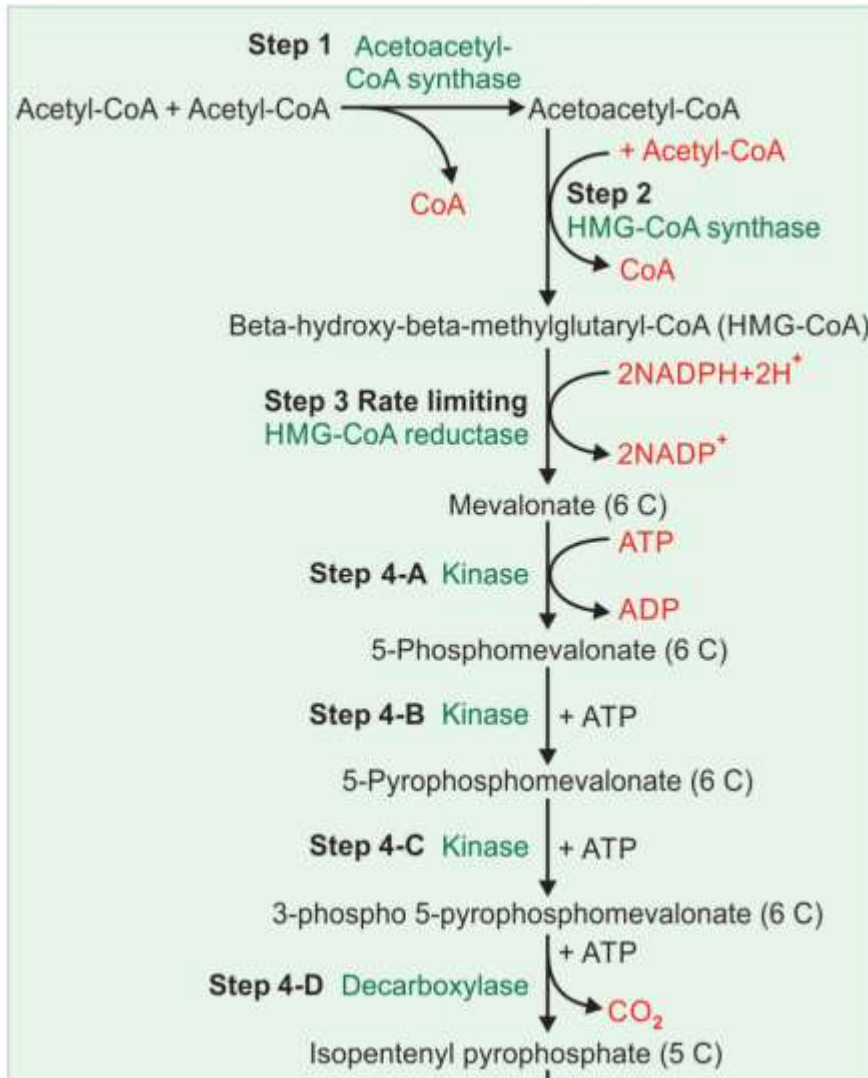 Step 1 Acetoacetyl-
CoA synthase
Acetyl-CoA + Acetyl-CoA Acetoacetyl-CoA
CoA
+ Acetyl-CoA
Step 2
HMG-CoA synthase
CoA
Beta-hydroxy-beta-methylglutaryl-CoA (HMG-CoA)
2NADPH+2H⁺
Step 3 Rate limiting
HMG-CoA reductase
2NADP⁺
Mevalonate (6 C)
ATP
Step 4-A Kinase
ADP
5-Phosphomevalonate (6 C)
Step 4-B Kinase + ATP
5-Pyrophosphomevalonate (6 C)
Step 4-C Kinase + ATP
3-phospho 5-pyrophosphomevalonate (6 C)
+ ATP
Step 4-D Decarboxylase
CO₂
Isopentenyl pyrophosphate (5 C)